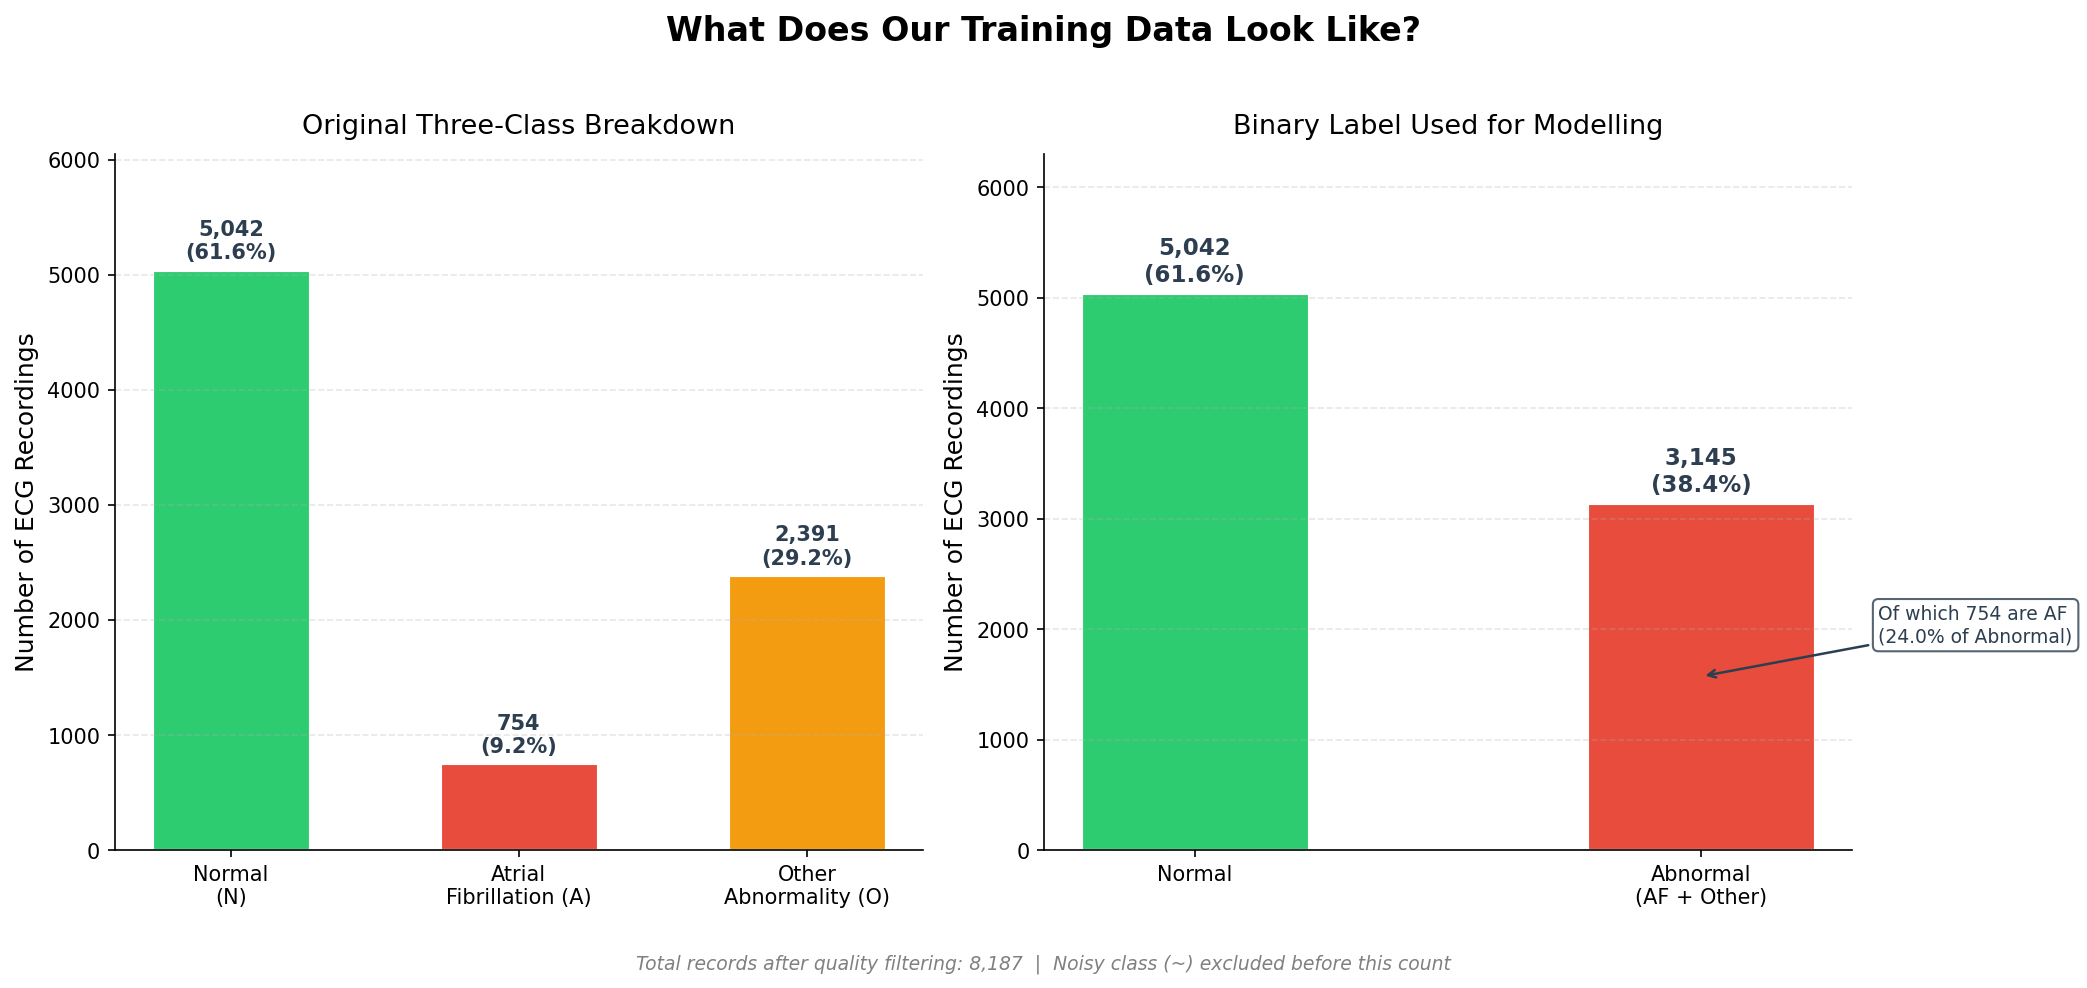 What Does Our Training Data Look Like?
Original Three-Class Breakdown
Number of ECG Recordings
6000
5000
4000
3000
2000
1000
0
5,042
(61.6%)
754
(9.2%)
2,391
(29.2%)
Normal
(N)
Atrial
Fibrillation (A)
Other
Abnormality (O)
Binary Label Used for Modelling
Number of ECG Recordings
6000
5000
4000
3000
2000
1000
0
5,042
(61.6%)
3,145
(38.4%)
Of which 754 are AF
(24.0% of Abnormal)
Normal
Abnormal
(AF + Other)
Total records after quality filtering: 8,187 | Noisy class (~) excluded before this count